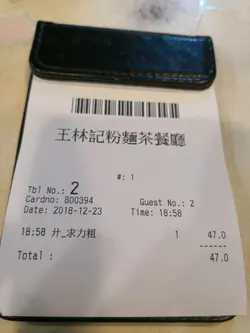 王林記粉麵茶餐廳
#: 1
Tbl No.: 2
Cardno: 800394 Guest No.: 2
Date: 2018-12-23 Time: 18:58
18:58 廾_求力粗 1 47.0
Total : 47.0